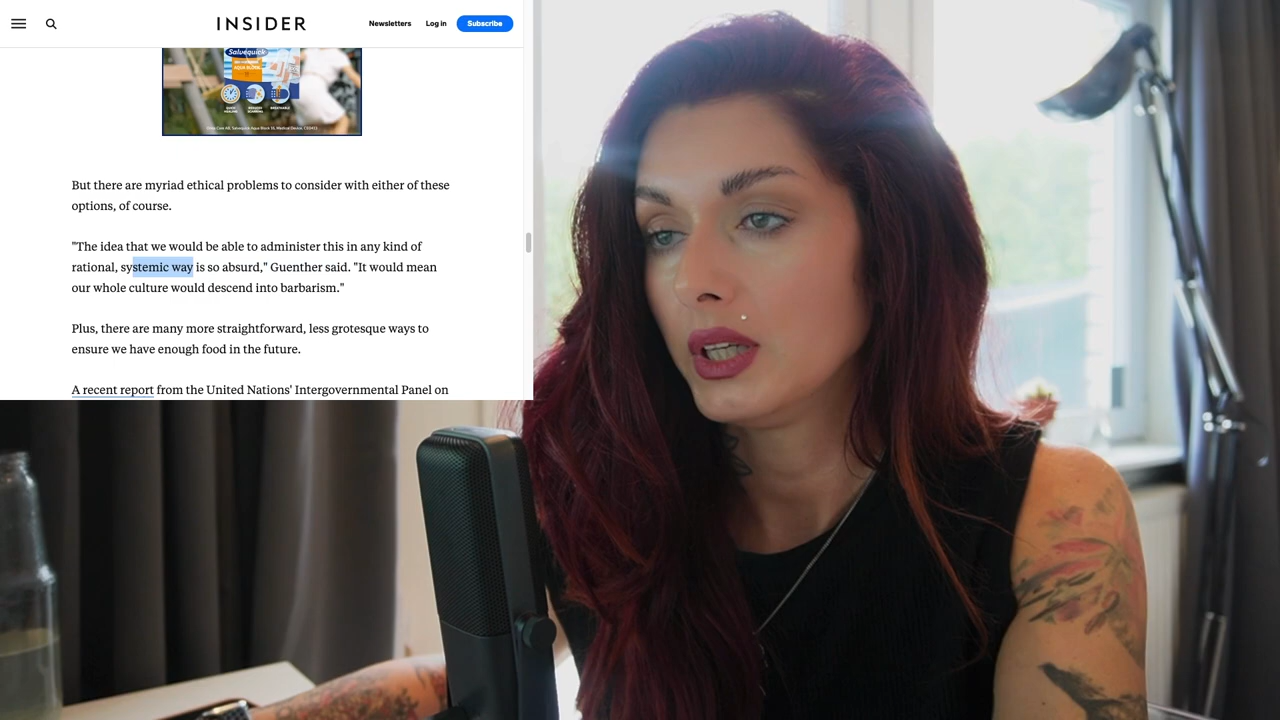 INSIDER
Newsletters
Log in
Subscribe
Salvequick
But there are myriad ethical problems to consider with either of these
options, of course.
"The idea that we would be able to administer this in any kind of
rational, systemic way is so absurd," Guenther said. "It would mean
our whole culture would descend into barbarism."
Plus, there are many more straightforward, less grotesque ways to
ensure we have enough food in the future.
A recent report from the United Nations' Intergovernmental Panel on